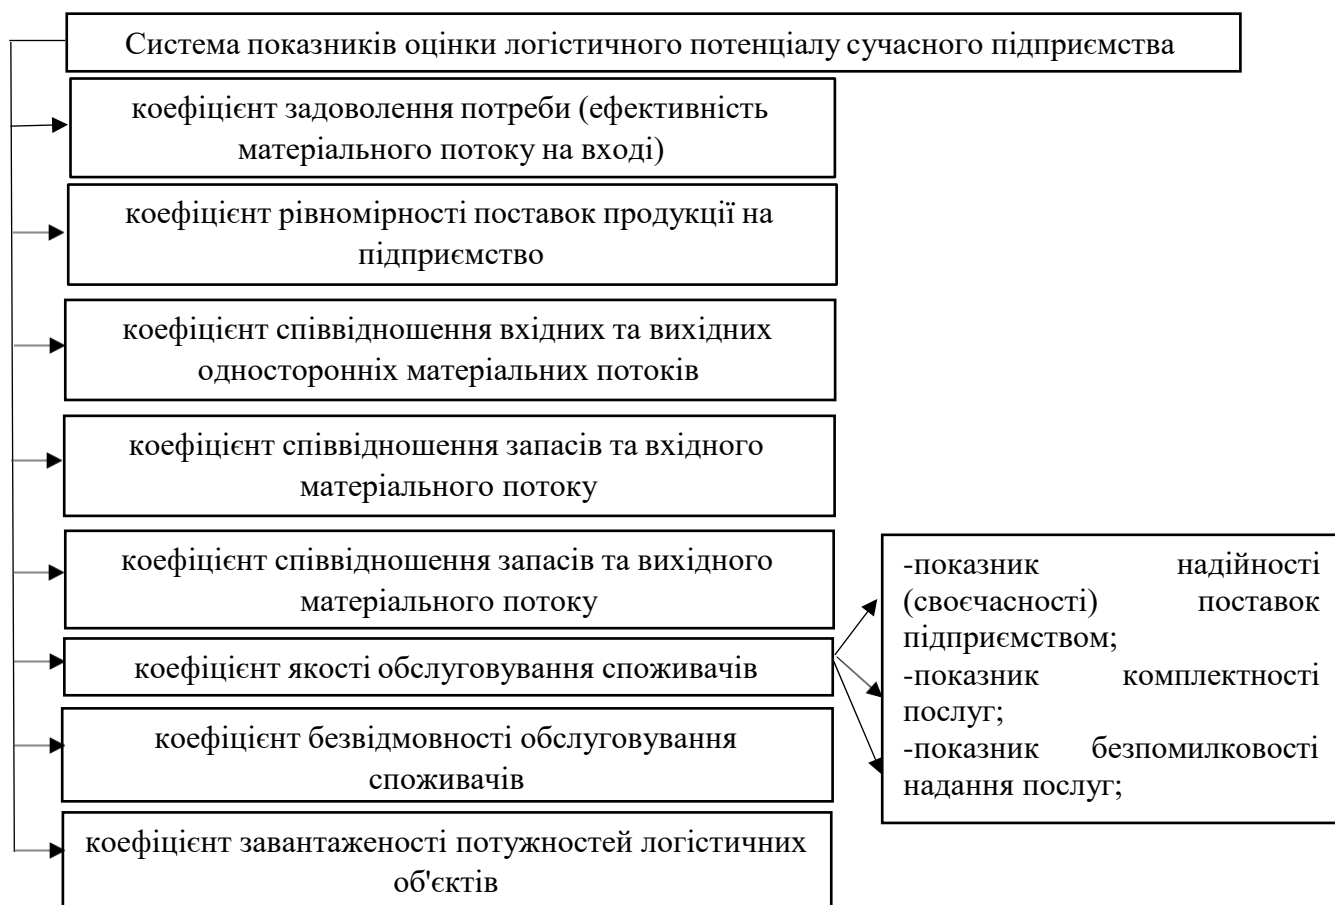 Система показників оцінки логістичного потенціалу сучасного підприємства
коефіцієнт задоволення потреби (ефективність
матеріального потоку на вході)
коефіцієнт рівномірності поставок продукції на
підприємство
коефіцієнт співвідношення вхідних та вихідних
односторонніх матеріальних потоків
коефіцієнт співвідношення запасів та вхідного
матеріального потоку
коефіцієнт співвідношення запасів та вихідного
матеріального потоку
коефіцієнт якості обслуговування споживачів
-показник надійності
(своєчасності) поставок
підприємством;
-показник комплектності
послуг;
-показник безпомилковості
надання послуг;
коефіцієнт безвідмовності обслуговування
споживачів
коефіцієнт завантаженості потужностей логістичних
об'єктів